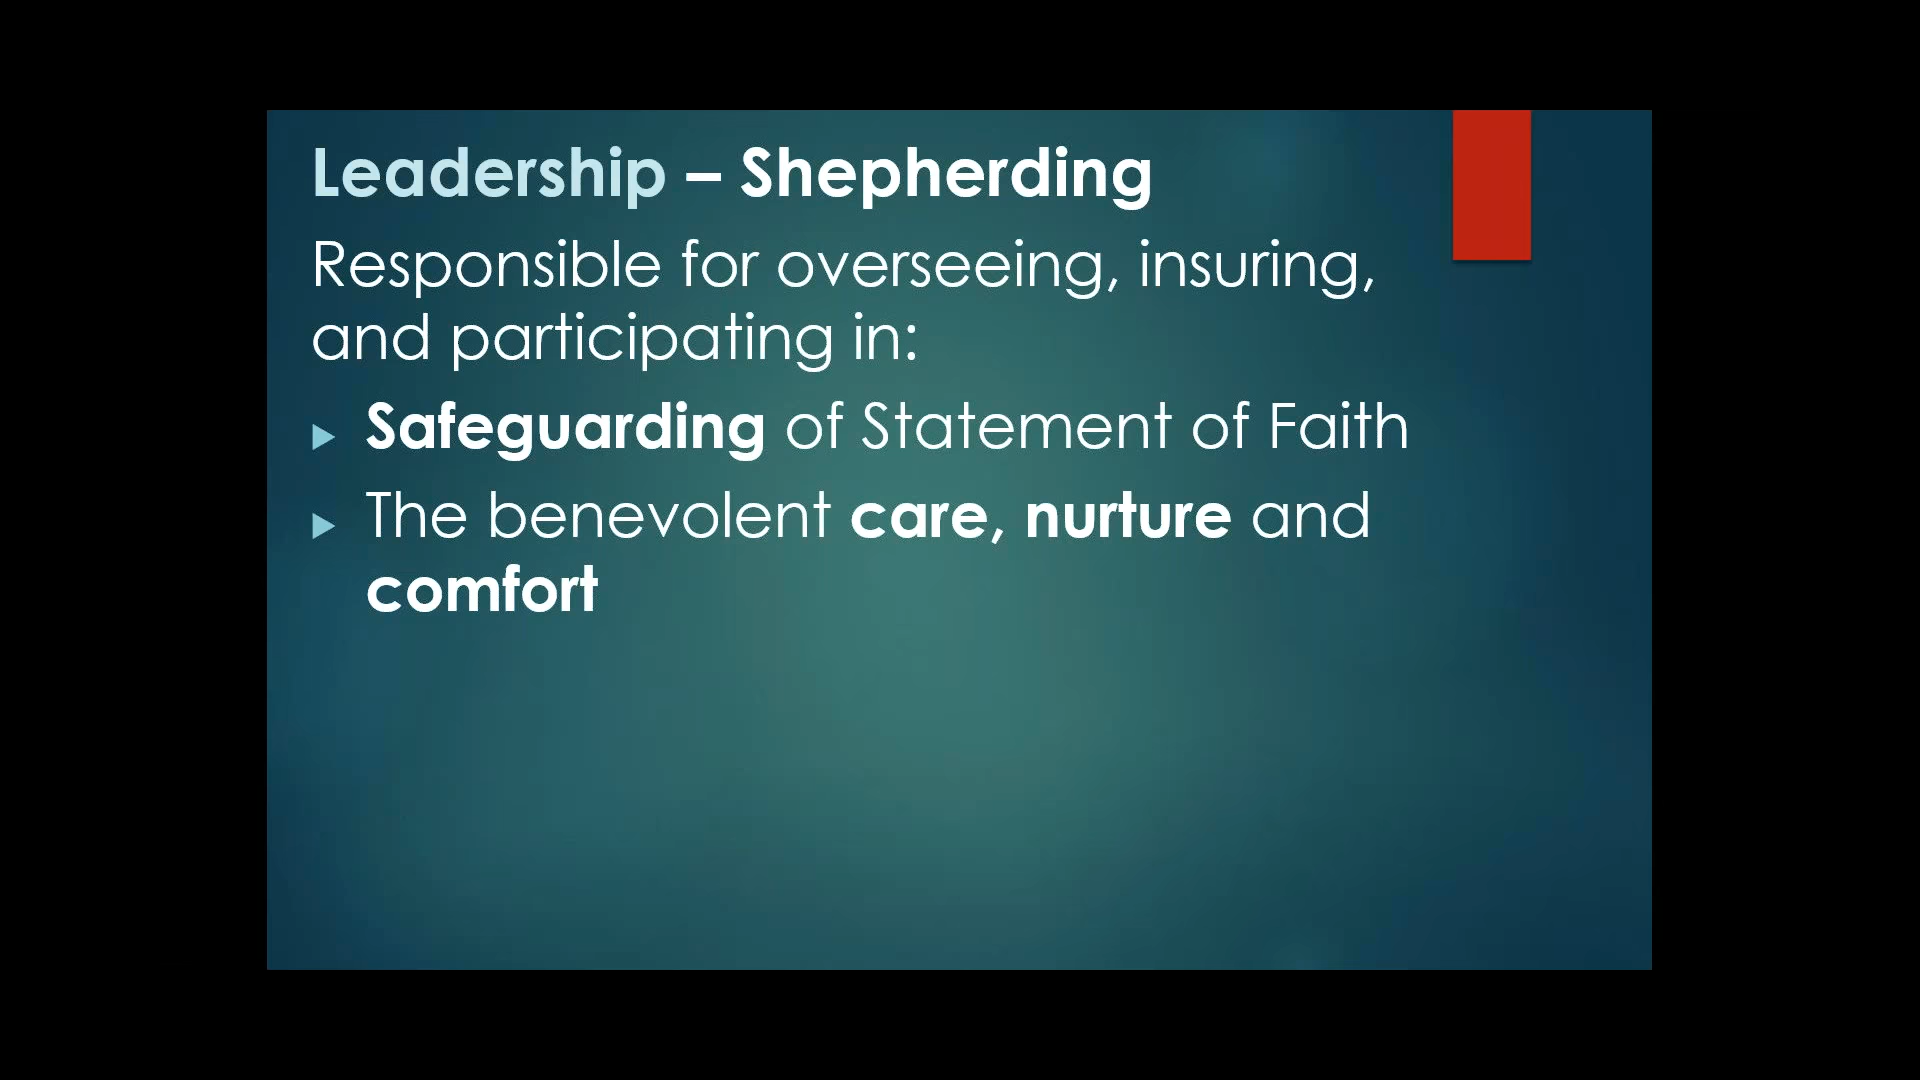 Leadership – Shepherding
Responsible for overseeing, insuring,
and participating in:
Safeguarding of Statement of Faith
The benevolent care, nurture and
comfort